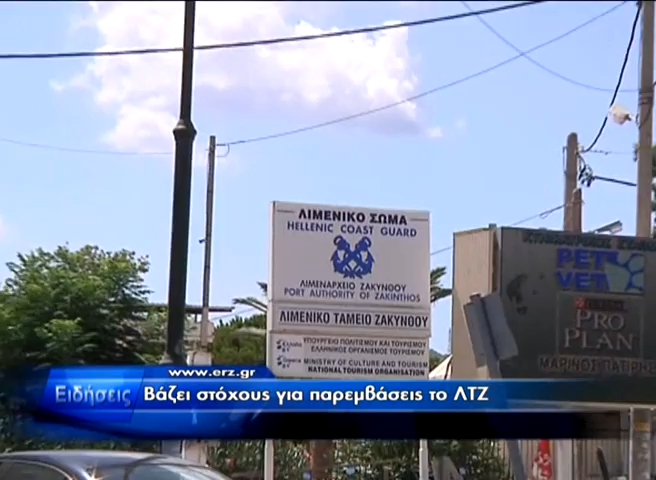 ΛΙΜΕΝΙΚΟ ΣΩΜΑ
HELLENIC COAST GUARD
ΛΙΜΕΝΑΡΧΕΙΟ ΖΑΚΥΝΘΟΥ
PORT AUTHORITY OF ZAKINTHOS
ΛΙΜΕΝΙΚΟ ΤΑΜΕΙΟ ΖΑΚΥΝΘΟΥ
ΥΠΟΥΡΓΕΙΟ ΠΟΛΙΤΙΣΜΟΥ ΚΑΙ ΤΟΥΡΙΣΜΟΥ
ΕΛΛΗΝΙΚΟΣ ΟΡΓΑΝΙΣΜΟΣ ΤΟΥΡΙΣΜΟΥ
MINISTRY OF CULTURE AND TOURISM
NATIONAL TOURISM ORGANISATION
PET
VET
PRO
PLAN
ΜΑΡΙΝΟΣ
www.erz.gr
Ειδήσεις
Βάζει στόχους για παρεμβάσεις το ΛΤΖ